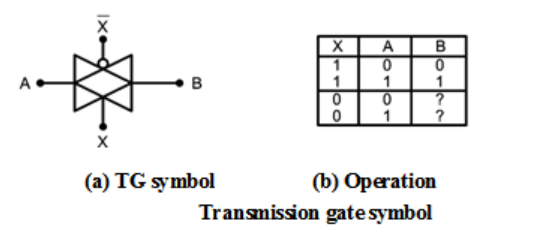 X̅
A B
X
X A B
1 0 0
1 1 1
0 0 ?
0 1 ?
(a) TG symbol (b) Operation
Transmission gate symbol